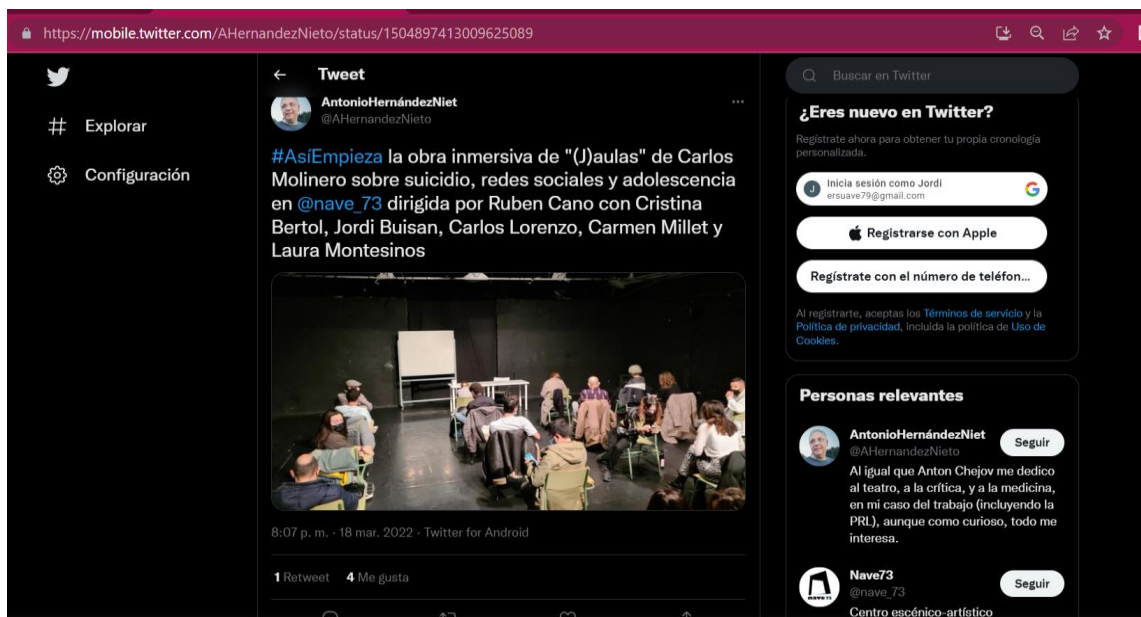 https://mobile.twitter.com/AHernandezNieto/status/1504897413009625089
Explorar
Configuración
Tweet
AntonioHernándezNiet
@AHernandezNieto
#AsíEmpieza la obra inmersiva de "(J)aulas" de Carlos
Molinero sobre suicidio, redes sociales y adolescencia
en @nave_73 dirigida por Ruben Cano con Cristina
Bertol, Jordi Buisan, Carlos Lorenzo, Carmen Millet y
Laura Montesinos
8:07 p. m. · 18 mar. 2022 · Twitter for Android
1 Retweet 4 Me gusta
Buscar en Twitter
¿Eres nuevo en Twitter?
Regístrate ahora para obtener tu propia cronología
personalizada.
J
Inicia sesión como Jordi
ersuave79@gmail.com
Registrarse con Apple
Regístrate con el número de teléfon...
Al registrarte, aceptas los Términos de servicio y la
Política de privacidad, incluida la política de Uso de
Cookies.
Personas relevantes
AntonioHernándezNiet
@AHernandezNieto
Seguir
Al igual que Anton Chejov me dedico
al teatro, a la crítica, y a la medicina,
en mi caso del trabajo (incluyendo la
PRL), aunque como curioso, todo me
interesa.
Nave73
@nave_73
Seguir
Centro escénico-artístico